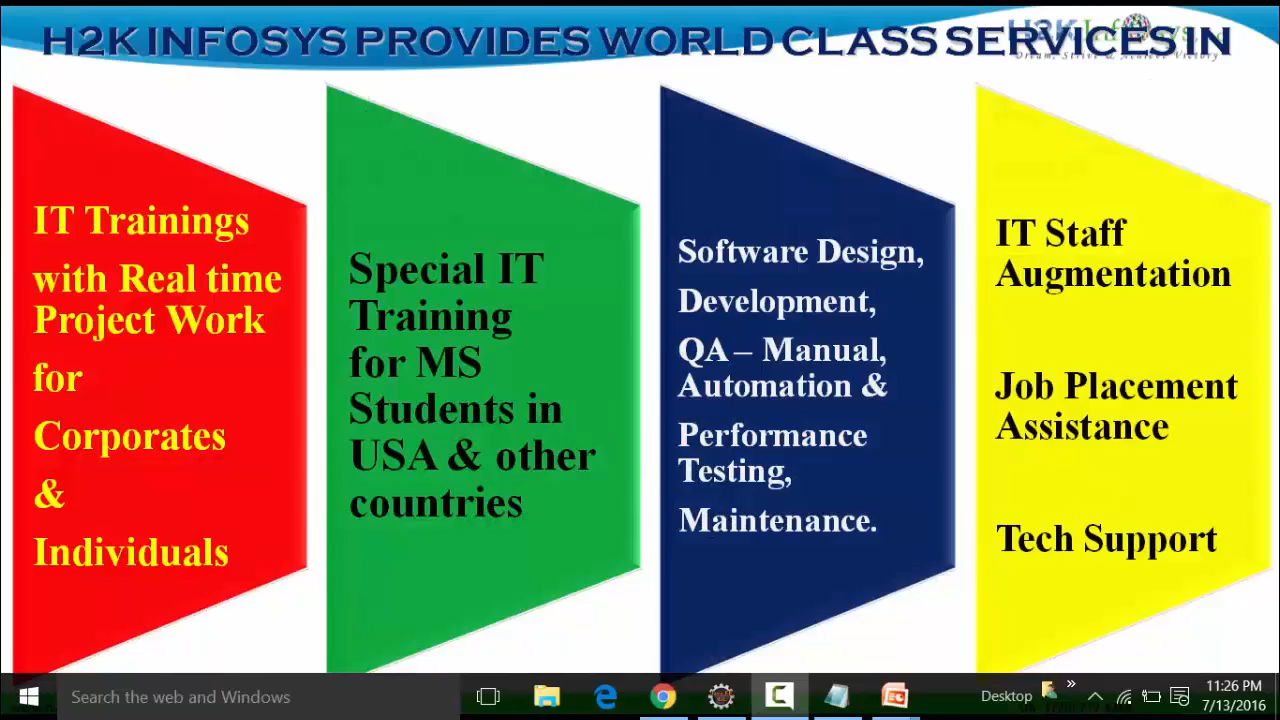 H2K INFOSYS PROVIDES WORLD CLASS SERVICES IN
IT Trainings
with Real time
Project Work
for
Corporates
&
Individuals
Special IT
Training
for MS
Students in
USA & other
countries
Software Design,
Development,
QA – Manual,
Automation &
Performance
Testing,
Maintenance.
IT Staff
Augmentation
Job Placement
Assistance
Tech Support
Search the web and Windows
Desktop
11:26 PM
7/13/2016